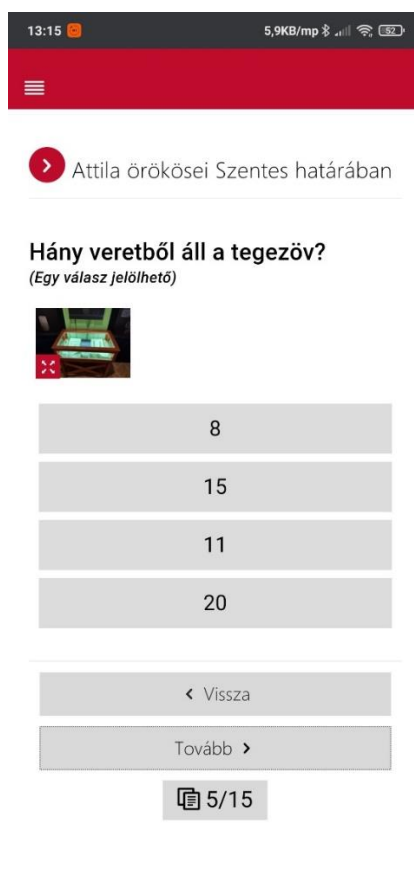 13:15 5,9KB/mp 52
Attila örökösei Szentes határában
Hány veretből áll a tegezöv?
(Egy válasz jelölhető)
8
15
11
20
Vissza
Tovább
5/15